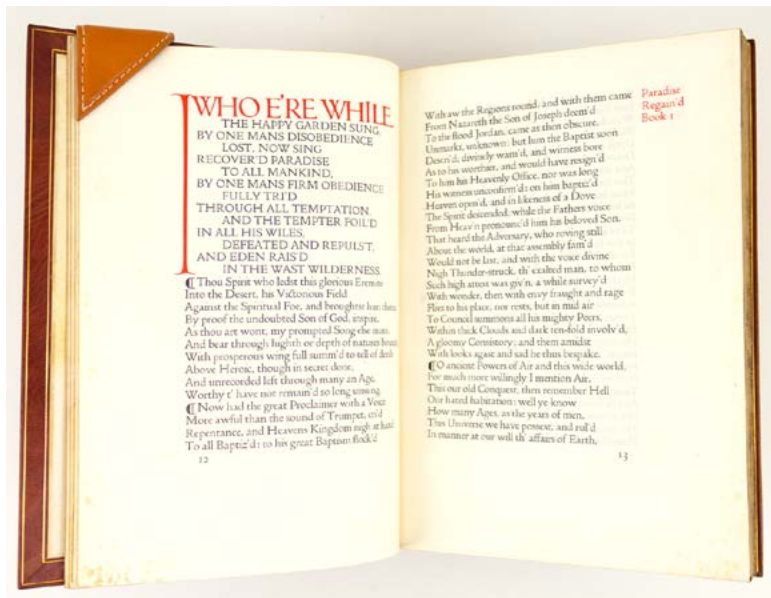 I WHO E'RE WHILE
THE HAPPY GARDEN SUNG,
BY ONE MANS DISOBEDIENCE
LOST, NOW SING
RECOVER'D PARADISE
TO ALL MANKIND,
BY ONE MANS FIRM OBEDIENCE
FULLY TRI'D
THROUGH ALL TEMPTATION,
AND THE TEMPTER FOIL'D
IN ALL HIS WILES,
DEFEATED AND REPULST,
AND EDEN RAIS'D
IN THE WAST WILDERNESS.
¶ Thou Spirit who ledst this glorious Eremite
Into the Desert, his Victorious Field
Against the Spiritual Foe, and broughtst him thence
By proof the undoubted Son of God, inspire,
As thou art wont, my prompted Song else mute,
And bear through highth or depth of natures bounds
With prosperous wing full summ'd to tell of deeds
Above Heroic, though in secret done,
And unrecorded left through many an Age,
Worthy t' have not remain'd so long unsung.
¶ Now had the great Proclaimer with a Voice
More awful than the sound of Trumpet, cri'd
Repentance, and Heavens Kingdom nigh at hand
To all Baptiz'd: to his great Baptism flock'd
12
With aw the Regions round, and with them came
From Nazareth the Son of Joseph deem'd
To the flood Jordan, came as then obscure,
Unmarkt, unknown; but him the Baptist soon
Descri'd, divinely warn'd, and witness bore
As to his worthier, and would have resign'd
To him his Heavenly Office, nor was long
His witness unconfirm'd: on him baptiz'd
Heaven open'd, and in likeness of a Dove
The Spirit descended, while the Fathers voice
From Heav'n pronounc'd him his beloved Son.
That heard the Adversary, who roving still
About the world, at that assembly fam'd
Would not be last, and with the voice divine
Nigh Thunder-struck, th' exalted man, to whom
Such high attest was giv'n, a while survey'd
With wonder, then with envy fraught and rage
Flies to his place, nor rests, but in mid air
To Council summons all his mighty Peers,
Within thick Clouds and dark ten-fold involv'd,
A gloomy Consistory; and them amidst
With looks agast and sad he thus bespake.
¶ O ancient Powers of Air and this wide world,
For much more willingly I mention Air,
This our old Conquest, then remember Hell
Our hated habitation; well ye know
How many Ages, as the years of men,
This Universe we have possest, and rul'd
In manner at our will th' affairs of Earth,
13
Paradise
Regain'd
Book 1